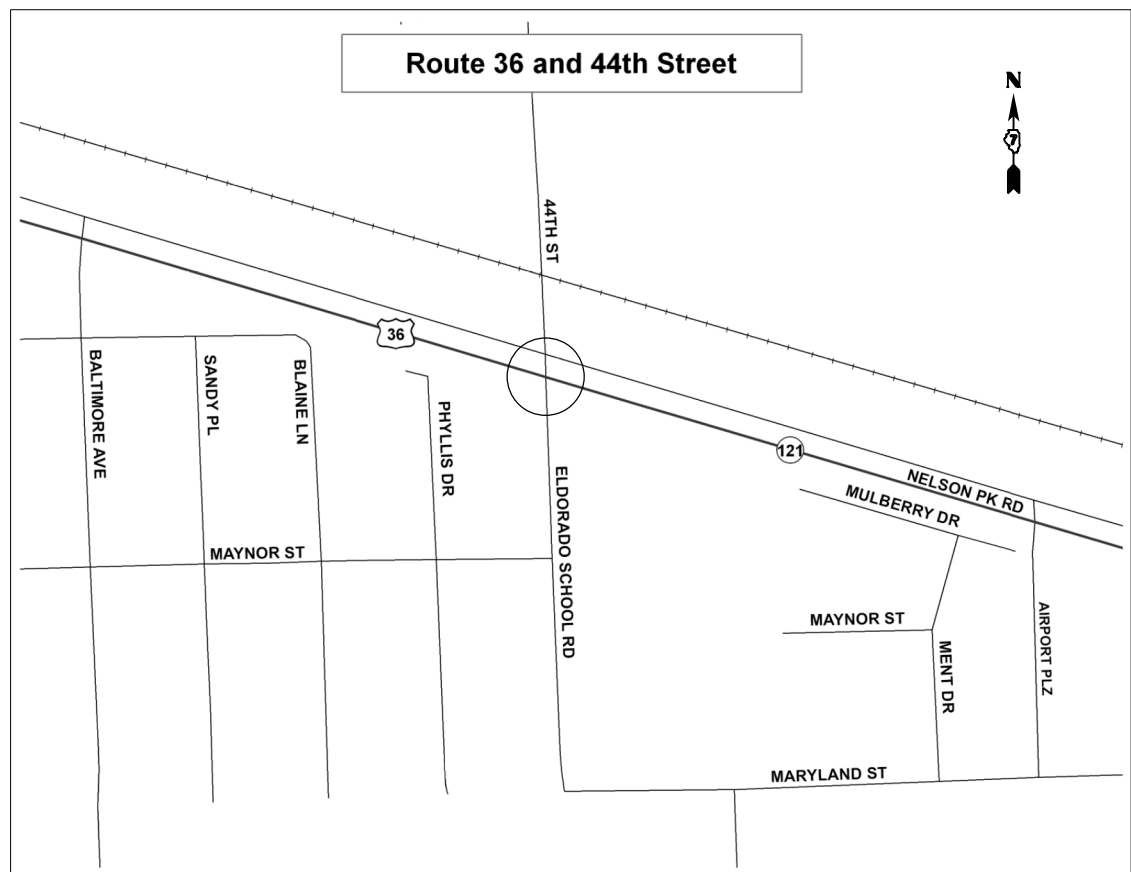 Route 36 and 44th Street
N
7
44TH ST
36
BALTIMORE AVE
SANDY PL
BLAINE LN
PHYLLIS DR
121
NELSON PK RD
MULBERRY DR
ELDORADO SCHOOL RD
MAYNOR ST
MAYNOR ST
AIRPORT PLZ
MENT DR
MARYLAND ST